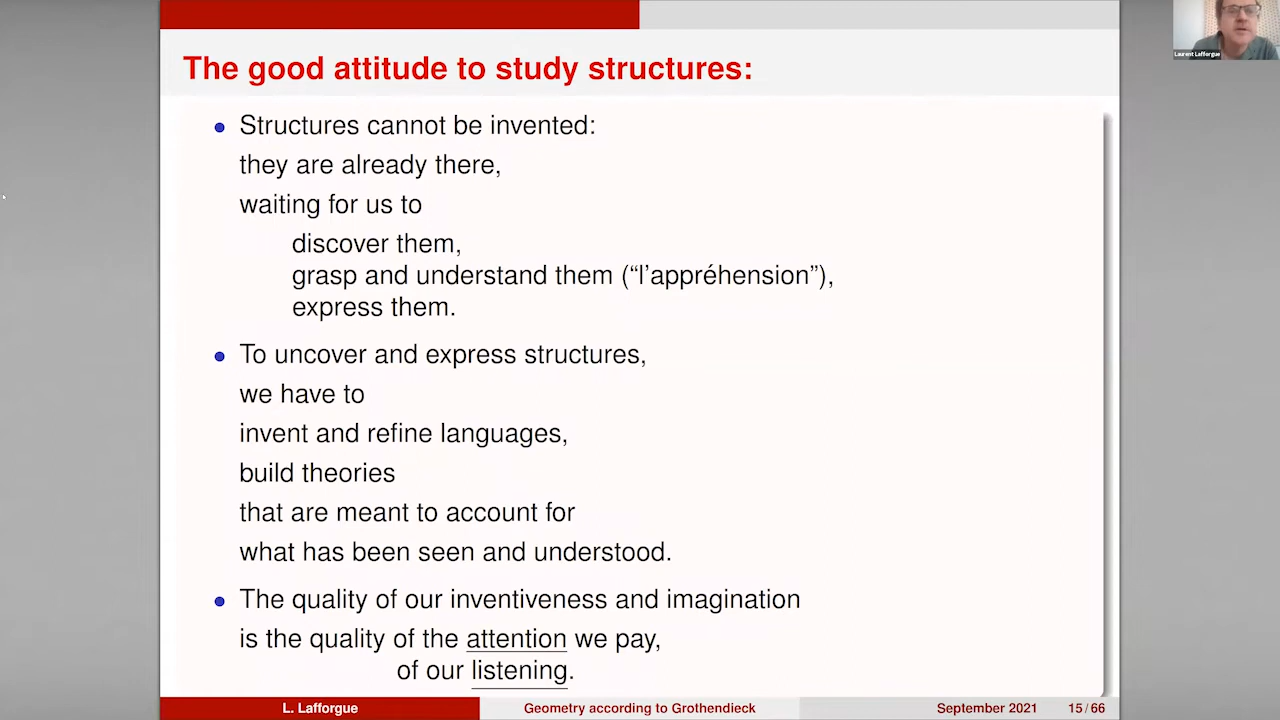 Laurent Lafforgue
The good attitude to study structures:
• Structures cannot be invented:
they are already there,
waiting for us to
discover them,
grasp and understand them (“l’appréhension”),
express them.
• To uncover and express structures,
we have to
invent and refine languages,
build theories
that are meant to account for
what has been seen and understood.
• The quality of our inventiveness and imagination
is the quality of the attention we pay,
of our listening.
L. Lafforgue Geometry according to Grothendieck September 2021 15 / 66